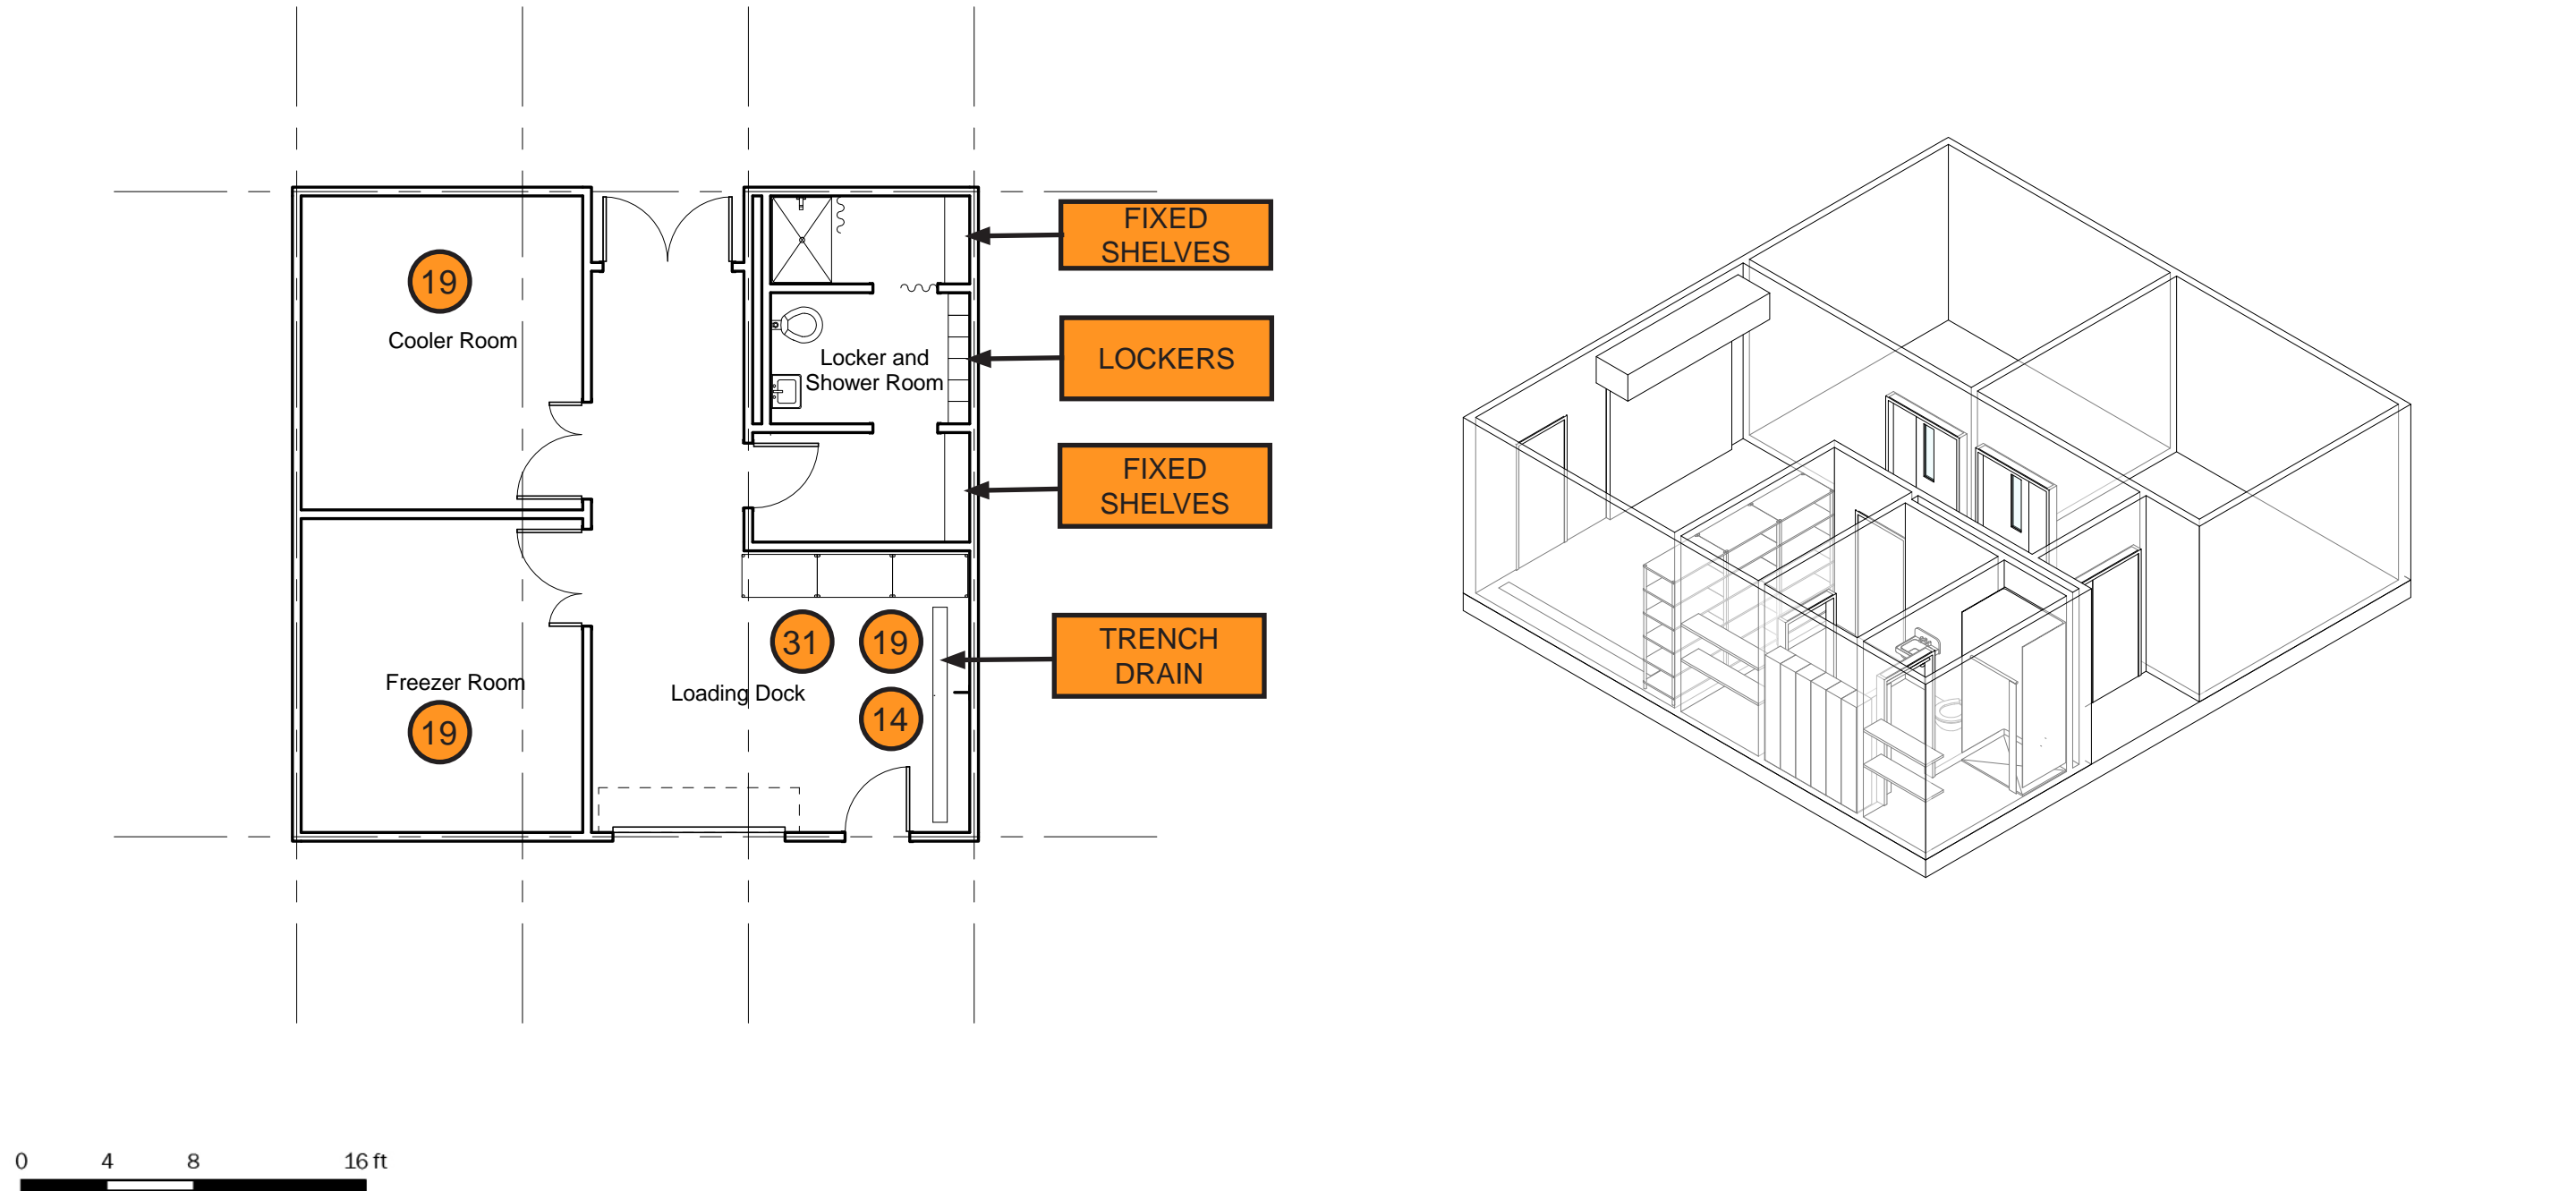 19
Cooler Room
FIXED
SHELVES
LOCKERS
Locker and
Shower Room
FIXED
SHELVES
31
19
TRENCH
DRAIN
Freezer Room
Loading Dock
19
14
0 4 8 16 ft